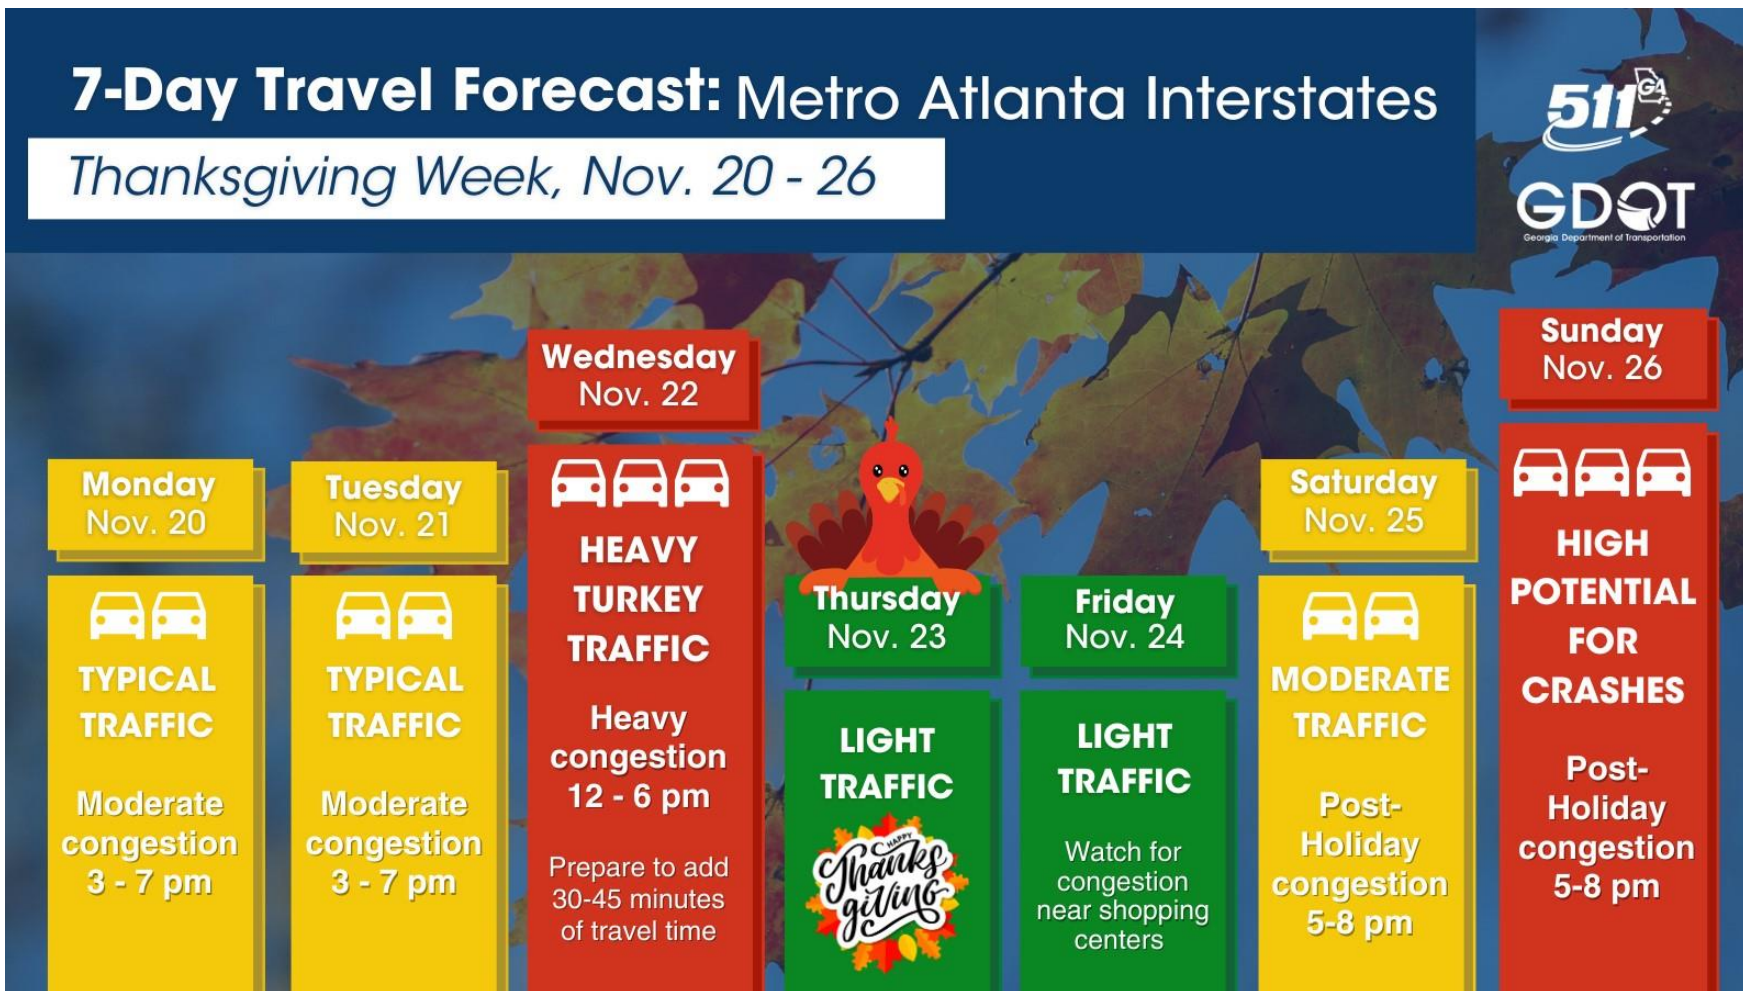 7-Day Travel Forecast: Metro Atlanta Interstates
Thanksgiving Week, Nov. 20 - 26
511 GA
GDOT
Georgia Department of Transportation
Monday
Nov. 20
TYPICAL
TRAFFIC
Moderate
congestion
3 - 7 pm
Tuesday
Nov. 21
TYPICAL
TRAFFIC
Moderate
congestion
3 - 7 pm
Wednesday
Nov. 22
HEAVY
TURKEY
TRAFFIC
Heavy
congestion
12 - 6 pm
Prepare to add
30-45 minutes
of travel time
Thursday
Nov. 23
LIGHT
TRAFFIC
HAPPY
Thanks
giving
Friday
Nov. 24
LIGHT
TRAFFIC
Watch for
congestion
near shopping
centers
Saturday
Nov. 25
MODERATE
TRAFFIC
Post-
Holiday
congestion
5-8 pm
Sunday
Nov. 26
HIGH
POTENTIAL
FOR
CRASHES
Post-
Holiday
congestion
5-8 pm